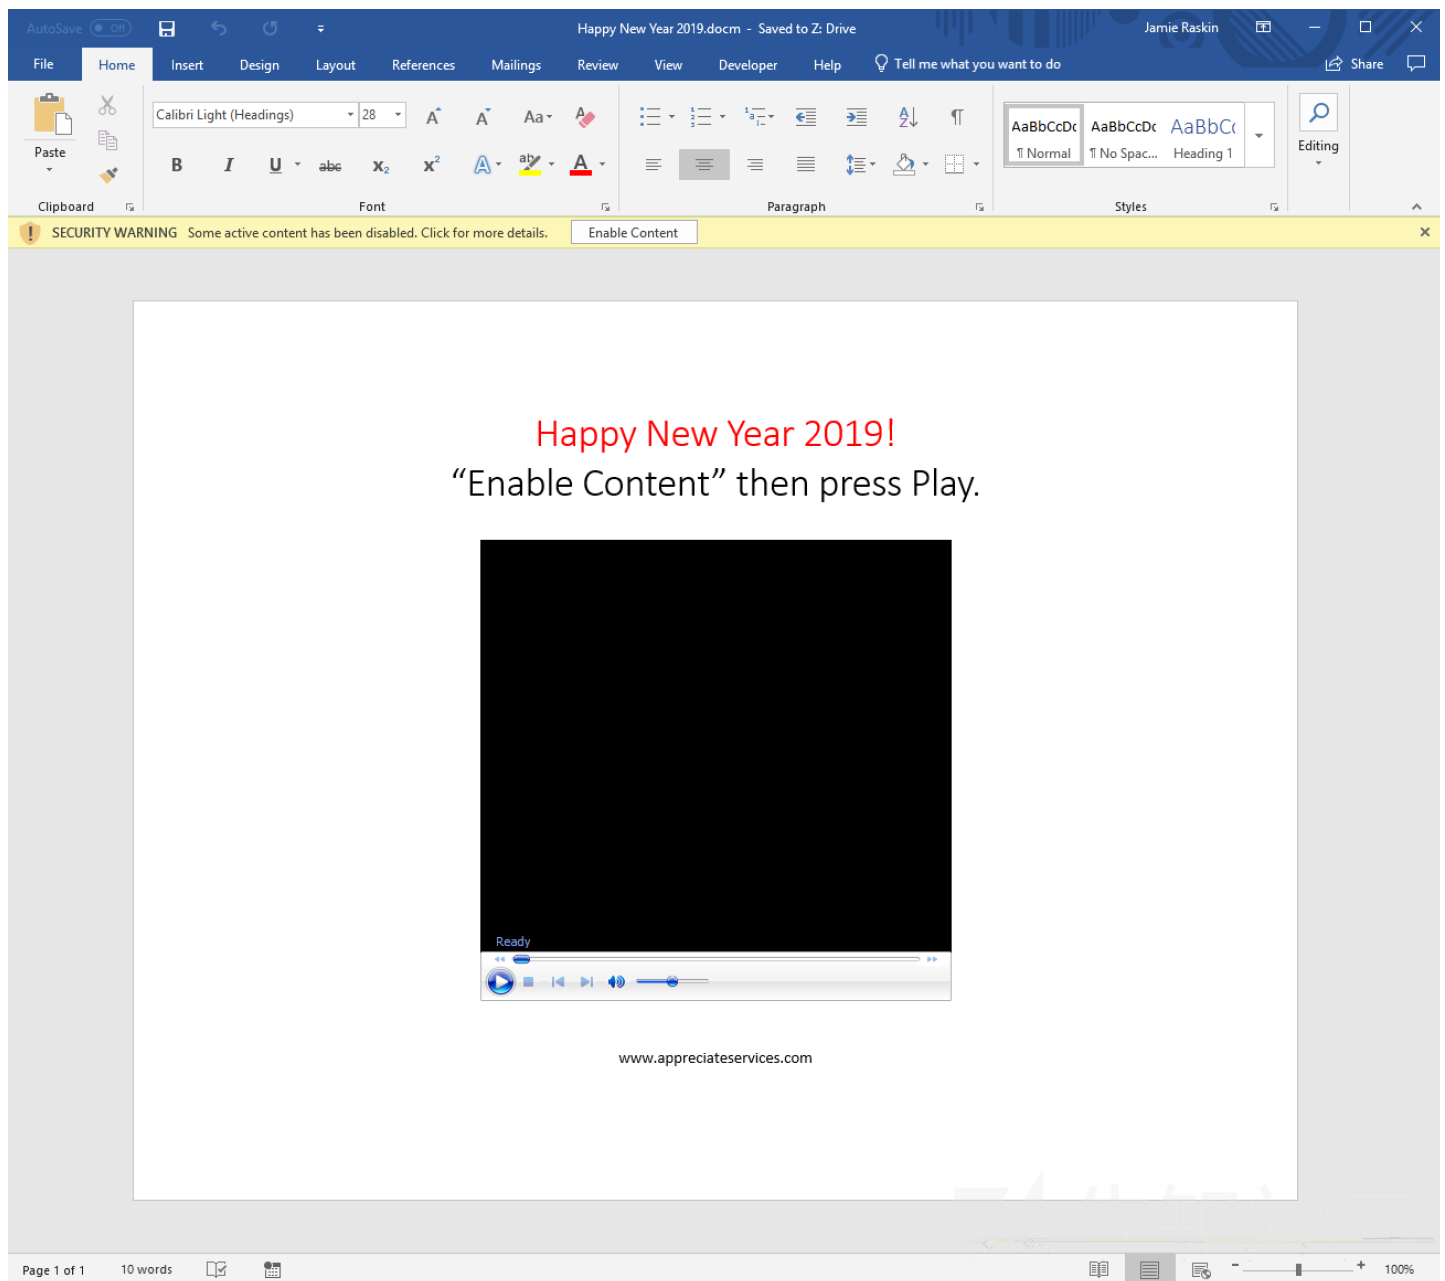 AutoSave Off
Happy New Year 2019.docm - Saved to Z: Drive
Jamie Raskin
File Home Insert Design Layout References Mailings Review View Developer Help Tell me what you want to do Share
Paste
Calibri Light (Headings) 28
A A Aa A
B I U abc X2 X2 A ab A
AaBbCcDc AaBbCcDc AaBbC
¶ Normal ¶ No Spac... Heading 1
Editing
Clipboard Font Paragraph Styles
SECURITY WARNING Some active content has been disabled. Click for more details. Enable Content
Happy New Year 2019!
“Enable Content” then press Play.
Ready
www.appreciateservices.com
Page 1 of 1 10 words 100%